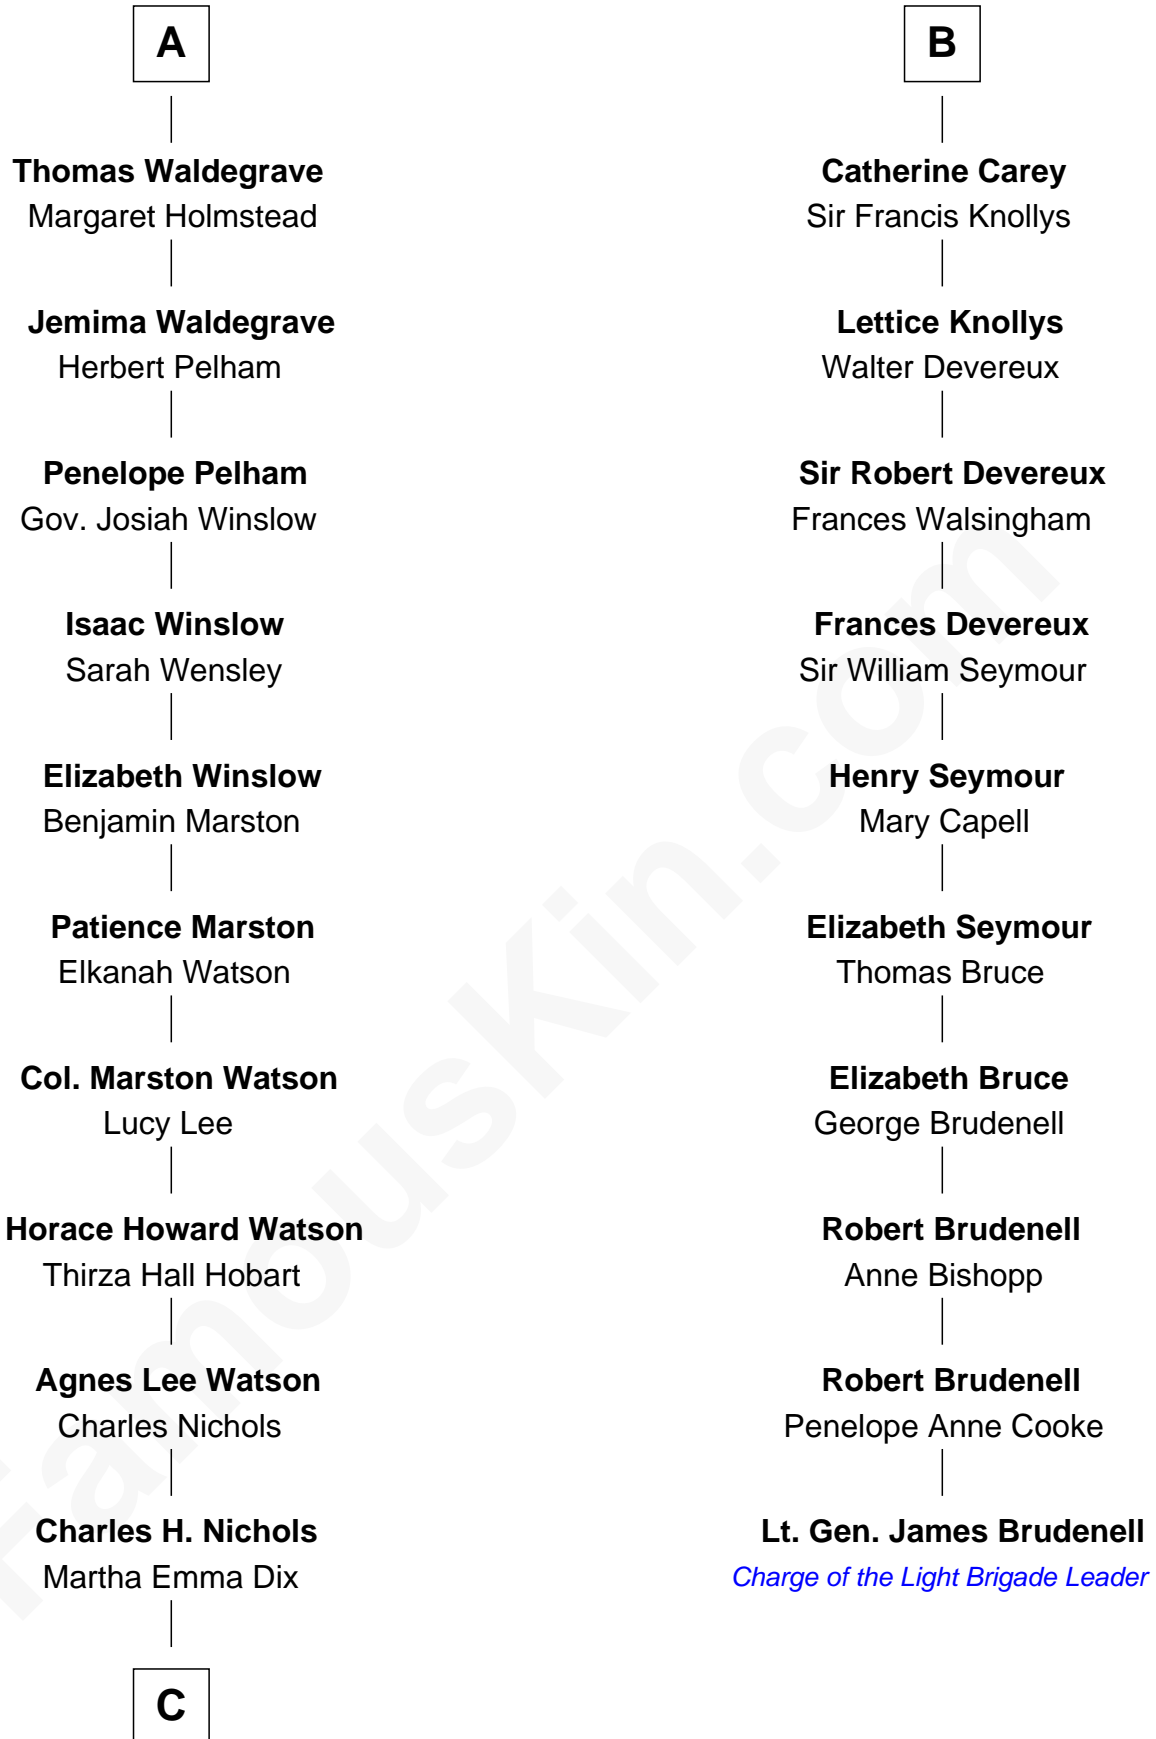 A
Thomas Waldegrave
Margaret Holmstead
Jemima Waldegrave
Herbert Pelham
Penelope Pelham
Gov. Josiah Winslow
Isaac Winslow
Sarah Wensley
Elizabeth Winslow
Benjamin Marston
Patience Marston
Elkanah Watson
Col. Marston Watson
Lucy Lee
Horace Howard Watson
Thirza Hall Hobart
Agnes Lee Watson
Charles Nichols
Charles H. Nichols
Martha Emma Dix
C
B
Catherine Carey
Sir Francis Knollys
Lettice Knollys
Walter Devereux
Sir Robert Devereux
Frances Walsingham
Frances Devereux
Sir William Seymour
Henry Seymour
Mary Capell
Elizabeth Seymour
Thomas Bruce
Elizabeth Bruce
George Brudenell
Robert Brudenell
Anne Bishopp
Robert Brudenell
Penelope Anne Cooke
Lt. Gen. James Brudenell
Charge of the Light Brigade Leader
FamousKin.com